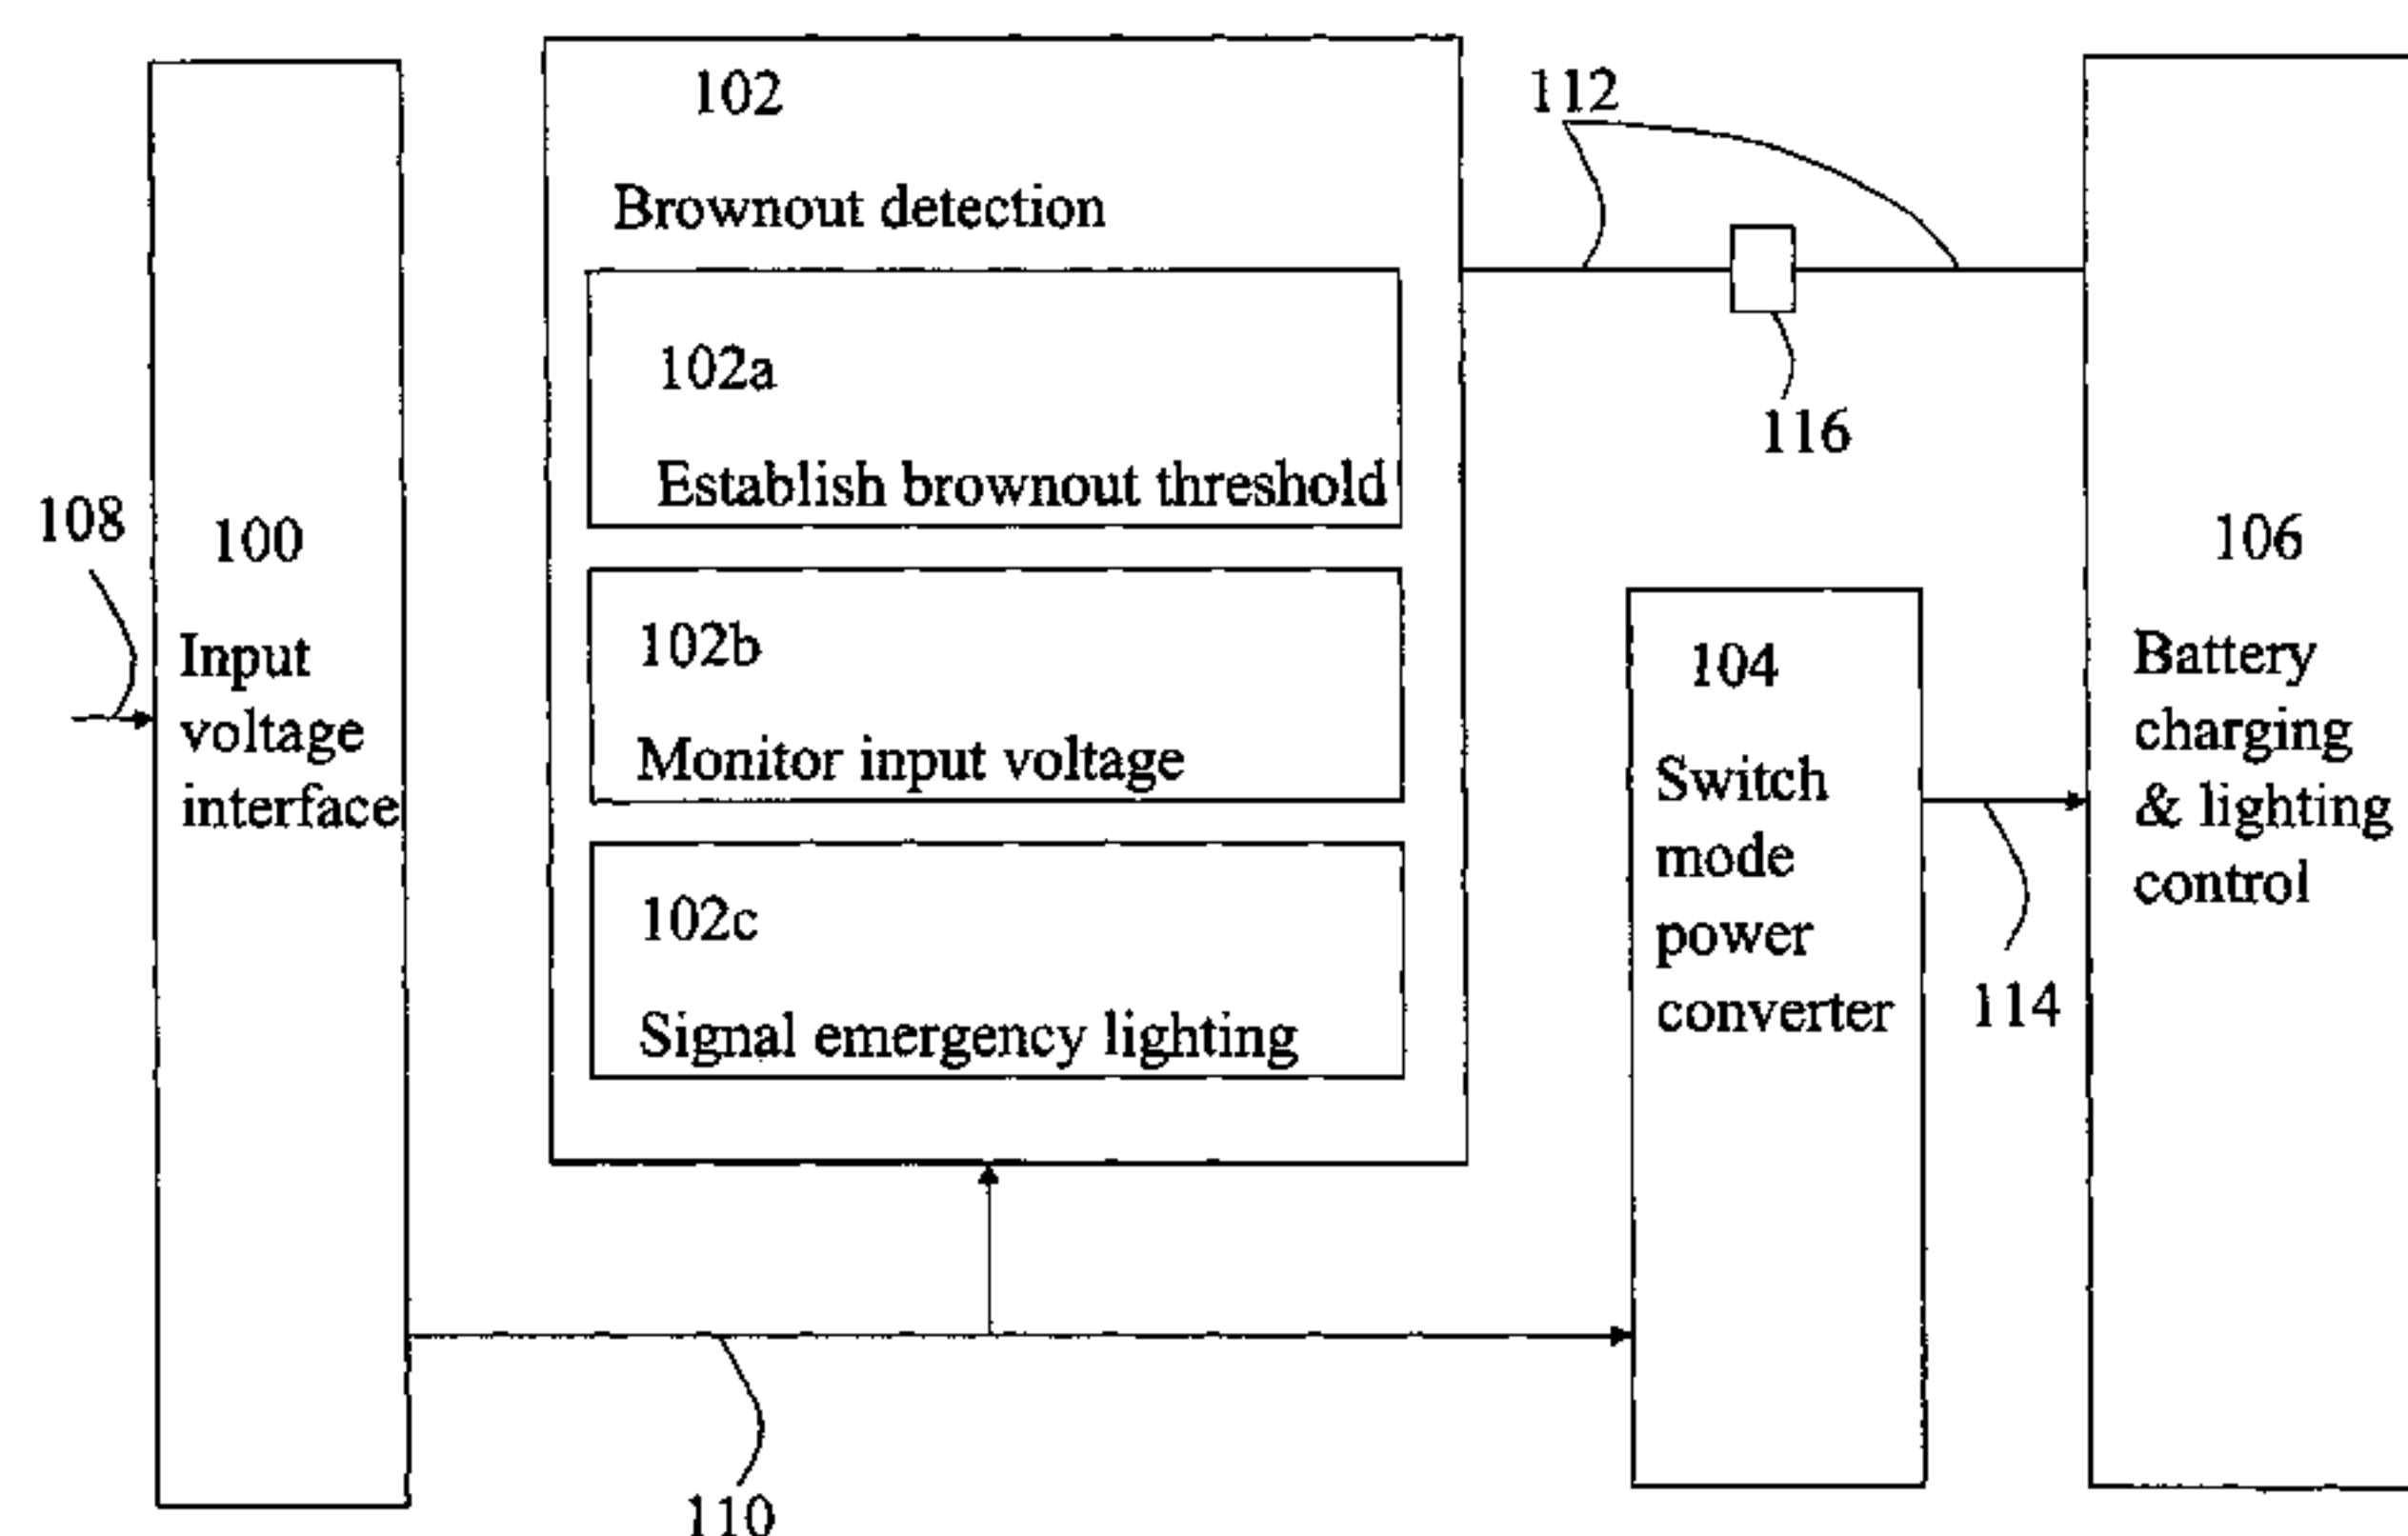 108
100
Input
voltage
interface
102
Brownout detection
102a
Establish brownout threshold
102b
Monitor input voltage
102c
Signal emergency lighting
110
112
116
104
Switch
mode
power
converter
114
106
Battery
charging
& lighting
control